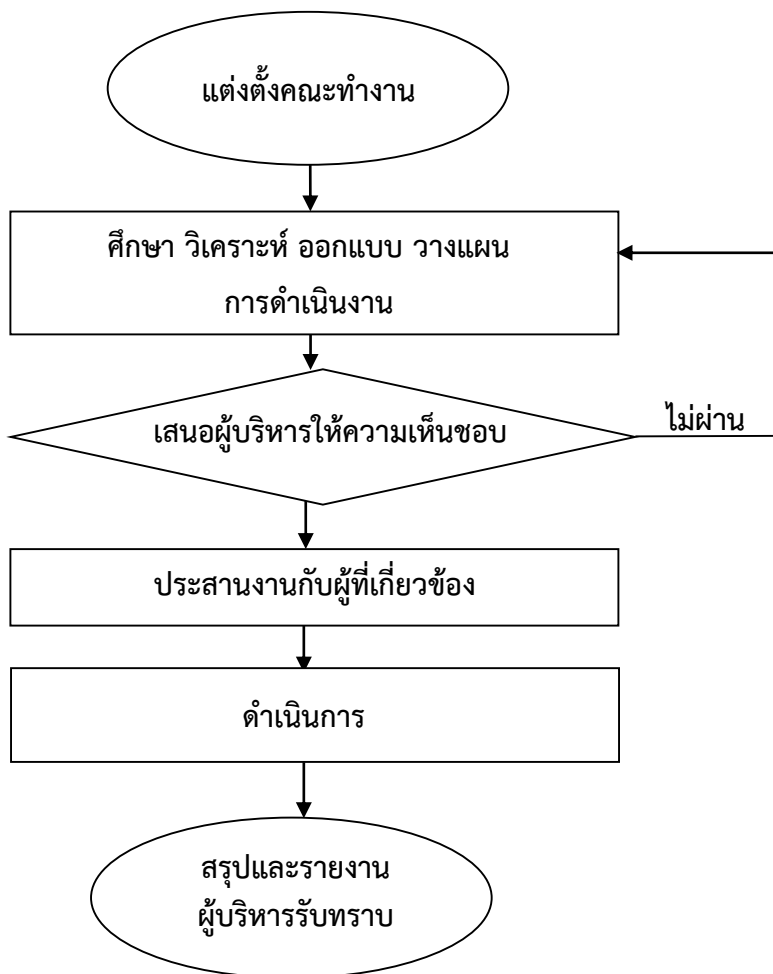 แต่งตั้งคณะทำงาน
ศึกษา วิเคราะห์ ออกแบบ วางแผน
การดำเนินงาน
เสนอผู้บริหารให้ความเห็นชอบ
ไม่ผ่าน
ประสานงานกับผู้ที่เกี่ยวข้อง
ดำเนินการ
สรุปและรายงาน
ผู้บริหารรับทราบ